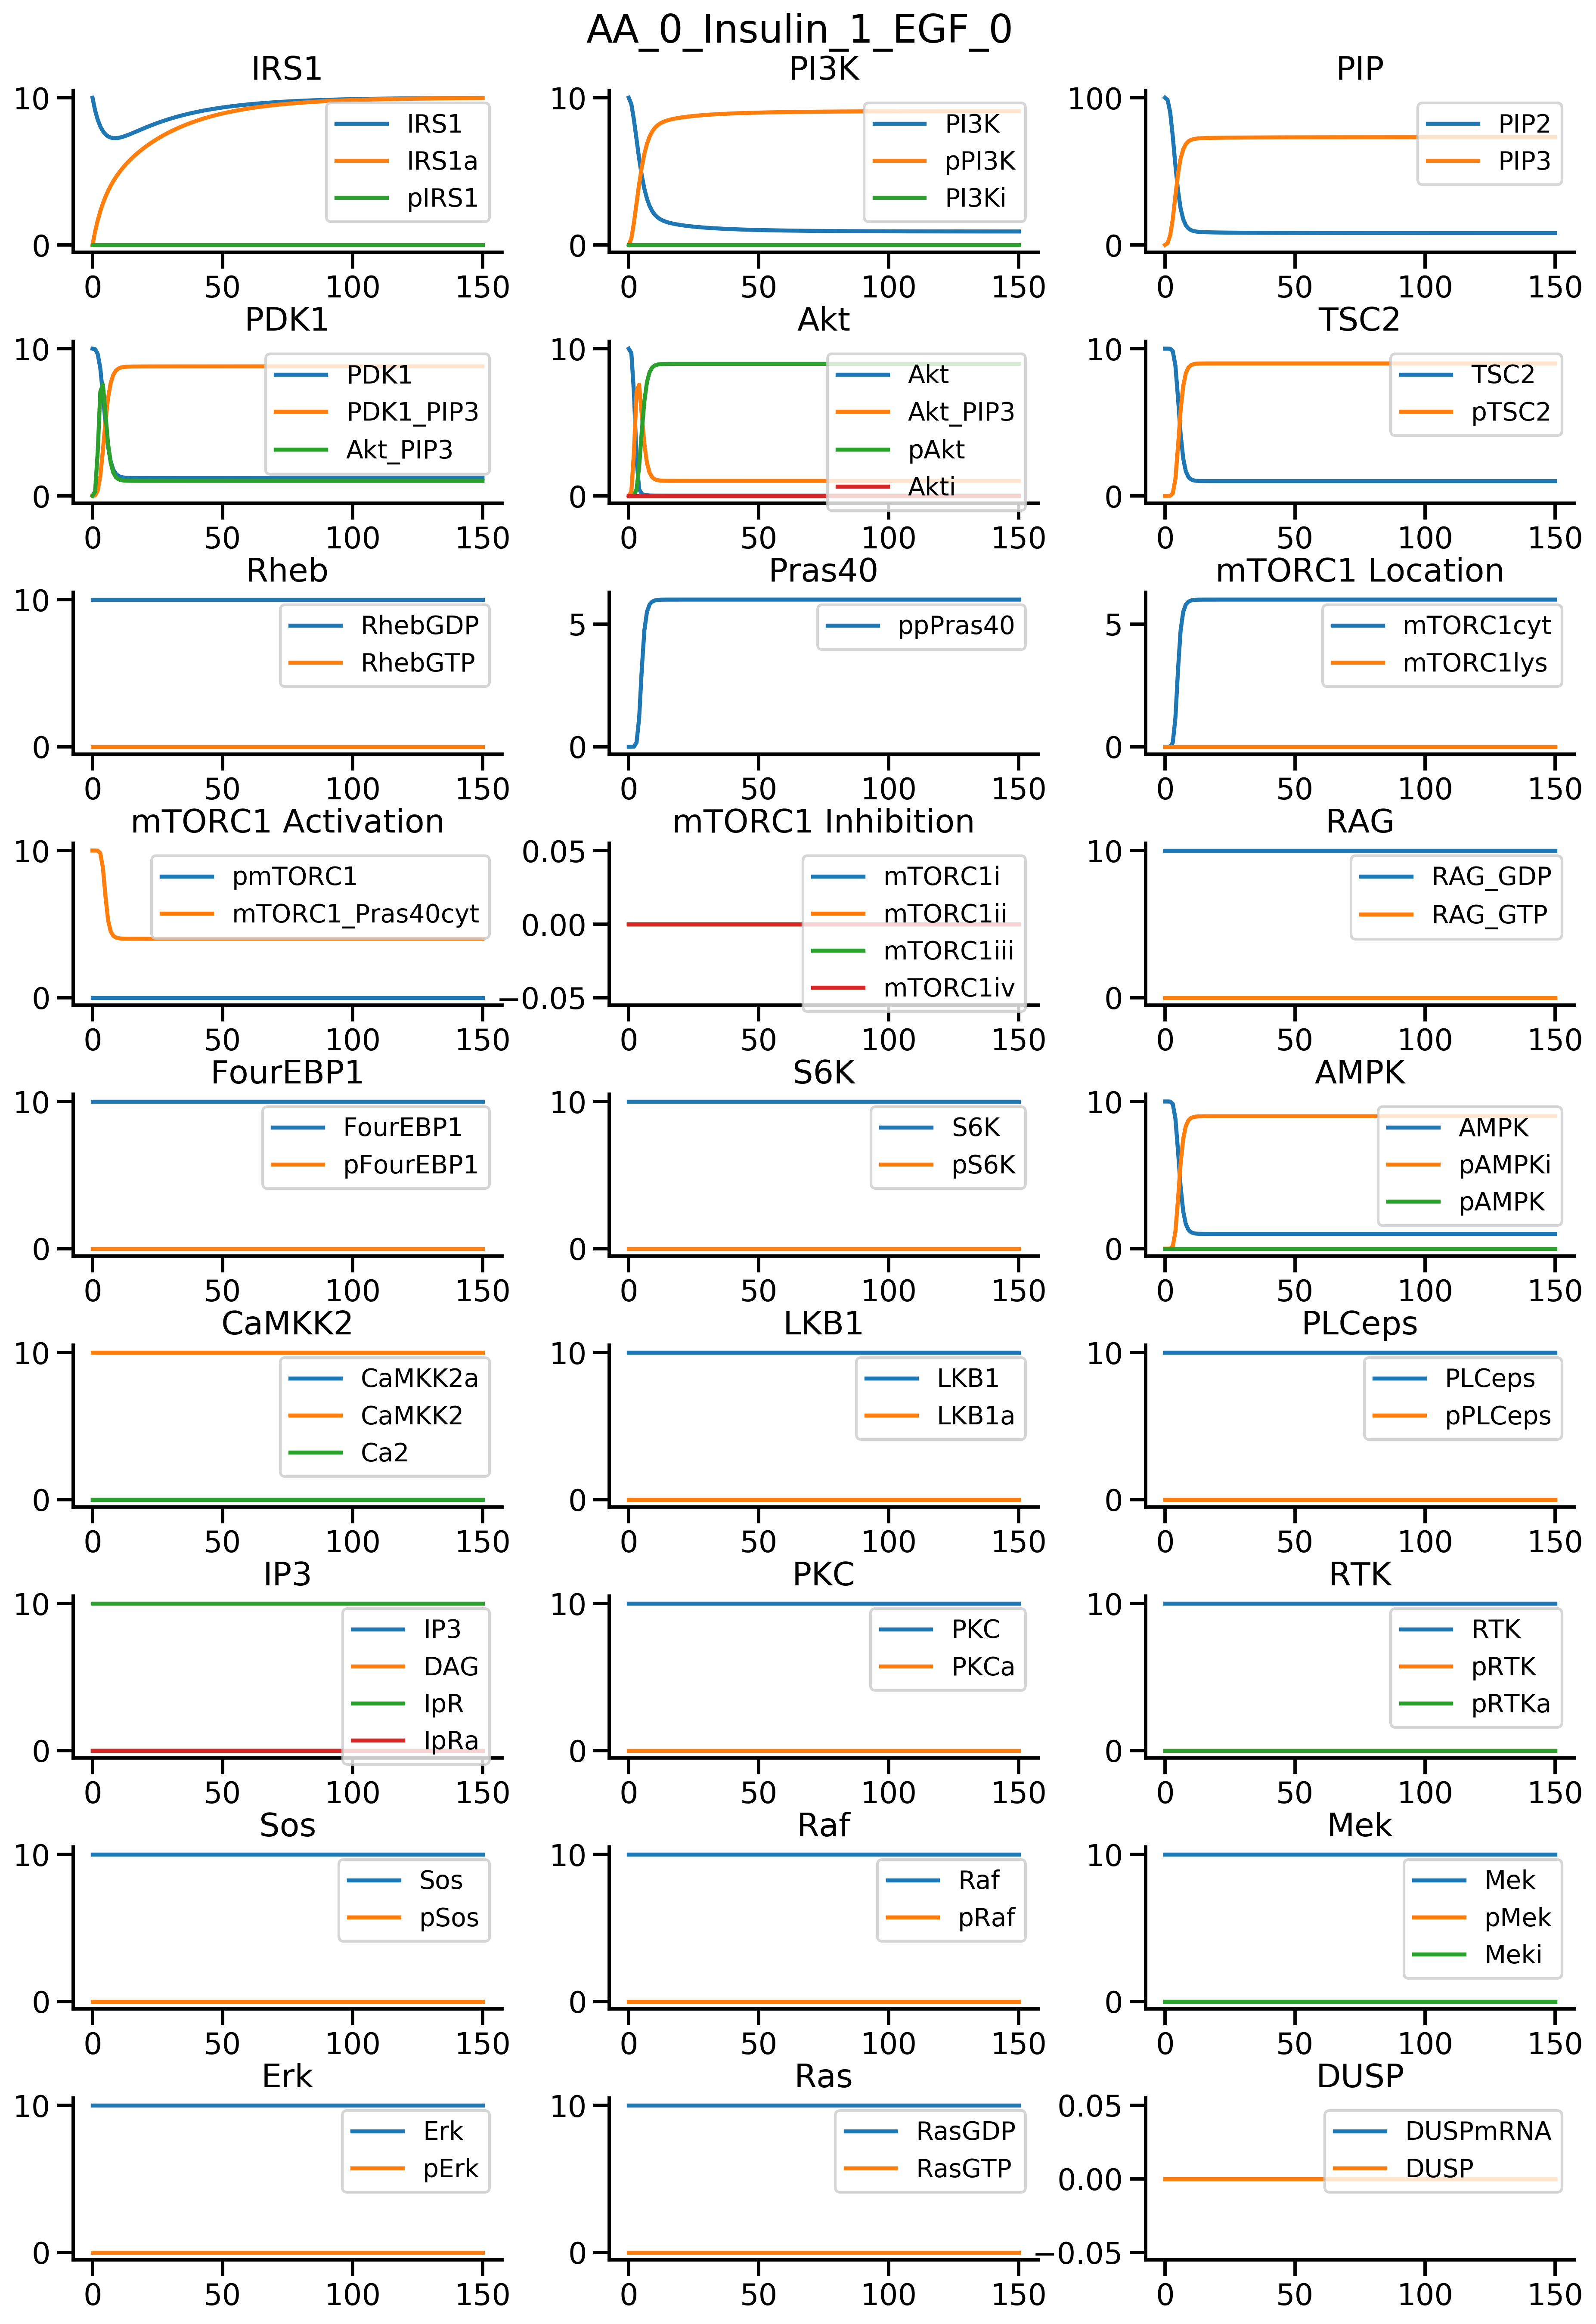 AA_0_Insulin_1_EGF_0
IRS1
10
0
0 50 100 150
IRS1
IRS1a
pIRS1
PI3K
10
0
0 50 100 150
PI3K
pPI3K
PI3Ki
PIP
100
0
0 50 100 150
PIP2
PIP3
PDK1
10
0
0 50 100 150
PDK1
PDK1_PIP3
Akt_PIP3
Akt
10
0
0 50 100 150
Akt
Akt_PIP3
pAkt
Akti
TSC2
10
0
0 50 100 150
TSC2
pTSC2
Rheb
10
0
0 50 100 150
RhebGDP
RhebGTP
Pras40
5
0
0 50 100 150
ppPras40
mTORC1 Location
5
0
0 50 100 150
mTORC1cyt
mTORC1lys
mTORC1 Activation
10
0
0 50 100 150
pmTORC1
mTORC1_Pras40cyt
mTORC1 Inhibition
0.05
0.00
−0.05
0 50 100 150
mTORC1i
mTORC1ii
mTORC1iii
mTORC1iv
RAG
10
0
0 50 100 150
RAG_GDP
RAG_GTP
FourEBP1
10
0
0 50 100 150
FourEBP1
pFourEBP1
S6K
10
0
0 50 100 150
S6K
pS6K
AMPK
10
0
0 50 100 150
AMPK
pAMPKi
pAMPK
CaMKK2
10
0
0 50 100 150
CaMKK2a
CaMKK2
Ca2
LKB1
10
0
0 50 100 150
LKB1
LKB1a
PLCeps
10
0
0 50 100 150
PLCeps
pPLCeps
IP3
10
0
0 50 100 150
IP3
DAG
IpR
IpRa
PKC
10
0
0 50 100 150
PKC
PKCa
RTK
10
0
0 50 100 150
RTK
pRTK
pRTKa
Sos
10
0
0 50 100 150
Sos
pSos
Raf
10
0
0 50 100 150
Raf
pRaf
Mek
10
0
0 50 100 150
Mek
pMek
Meki
Erk
10
0
0 50 100 150
Erk
pErk
Ras
10
0
0 50 100 150
RasGDP
RasGTP
DUSP
0.05
0.00
−0.05
0 50 100 150
DUSPmRNA
DUSP